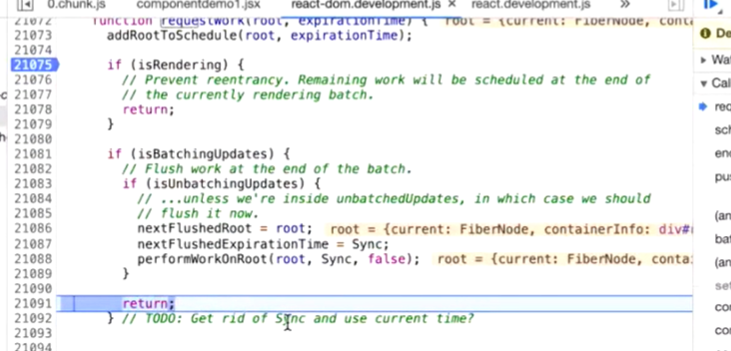 0.chunk.js componentdemo1.jsx react-dom.development.js × react.development.js »
21072 function requestWork(root, expirationTime) { root = {current: FiberNode, conta
21073 addRootToSchedule(root, expirationTime);
21074
21075 if (isRendering) {
21076 // Prevent reentrancy. Remaining work will be scheduled at the end of
21077 // the currently rendering batch.
21078 return;
21079 }
21080
21081 if (isBatchingUpdates) {
21082 // Flush work at the end of the batch.
21083 if (isUnbatchingUpdates) {
21084 // ...unless we're inside unbatchedUpdates, in which case we should
21085 // flush it now.
21086 nextFlushedRoot = root; root = {current: FiberNode, containerInfo: div#
21087 nextFlushedExpirationTime = Sync;
21088 performWorkOnRoot(root, Sync, false); root = {current: FiberNode, conta
21089 }
21090
21091 return;
21092 } // TODO: Get rid of Sync and use current time?
21093
21094
De
Wat
Cal
req
sch
en
pu
(an
bat
(an
set
co
co